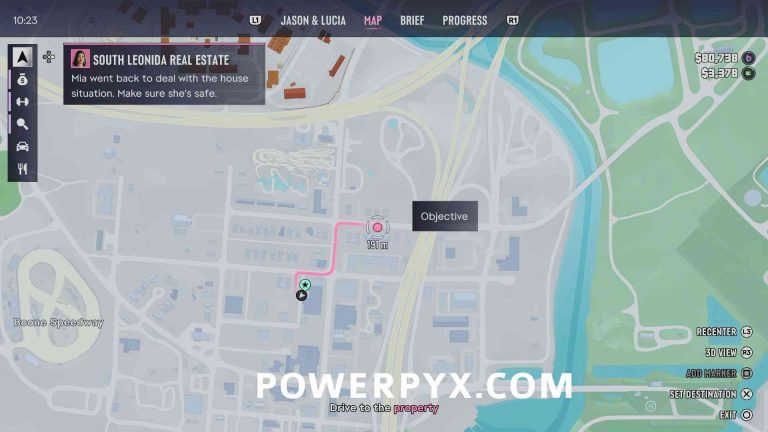 10:23
L1 JASON & LUCIA MAP BRIEF PROGRESS R1
SOUTH LEONIDA REAL ESTATE
Mia went back to deal with the house
situation. Make sure she's safe.
$80,738
$3,378
Objective
191 m
Boone Speedway
RECENTER L3
3D VIEW R3
ADD MARKER
SET DESTINATION
EXIT
POWERPYX.COM
Drive to the property